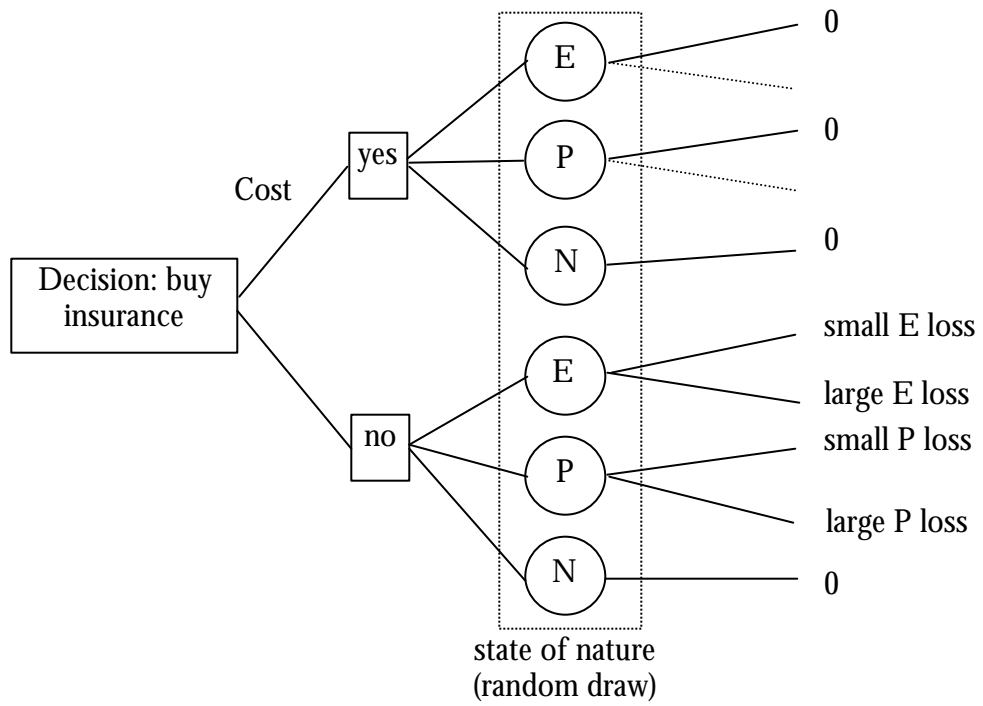 E
0
P
0
yes
Cost
N
0
Decision: buy
insurance
E
small E loss
large E loss
no
P
small P loss
large P loss
N
0
state of nature
(random draw)